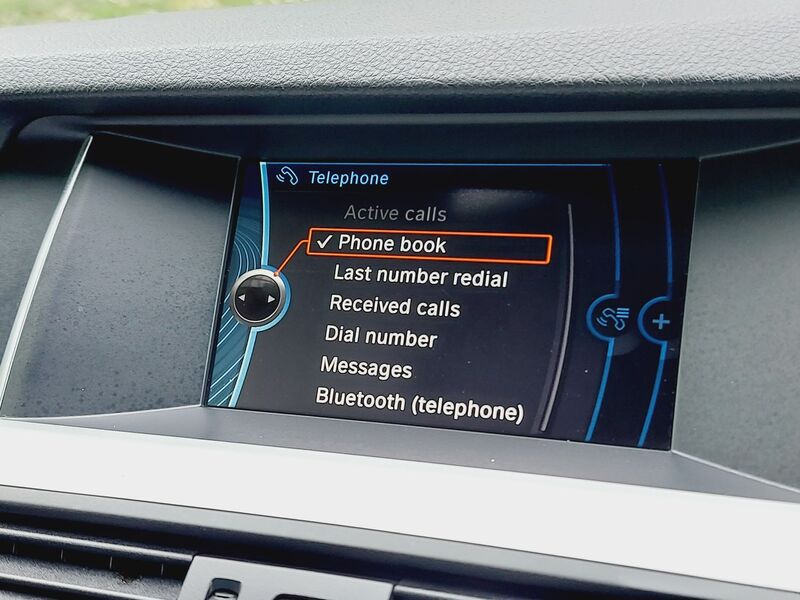 Telephone
Active calls
✓ Phone book
Last number redial
Received calls
Dial number
Messages
Bluetooth (telephone)